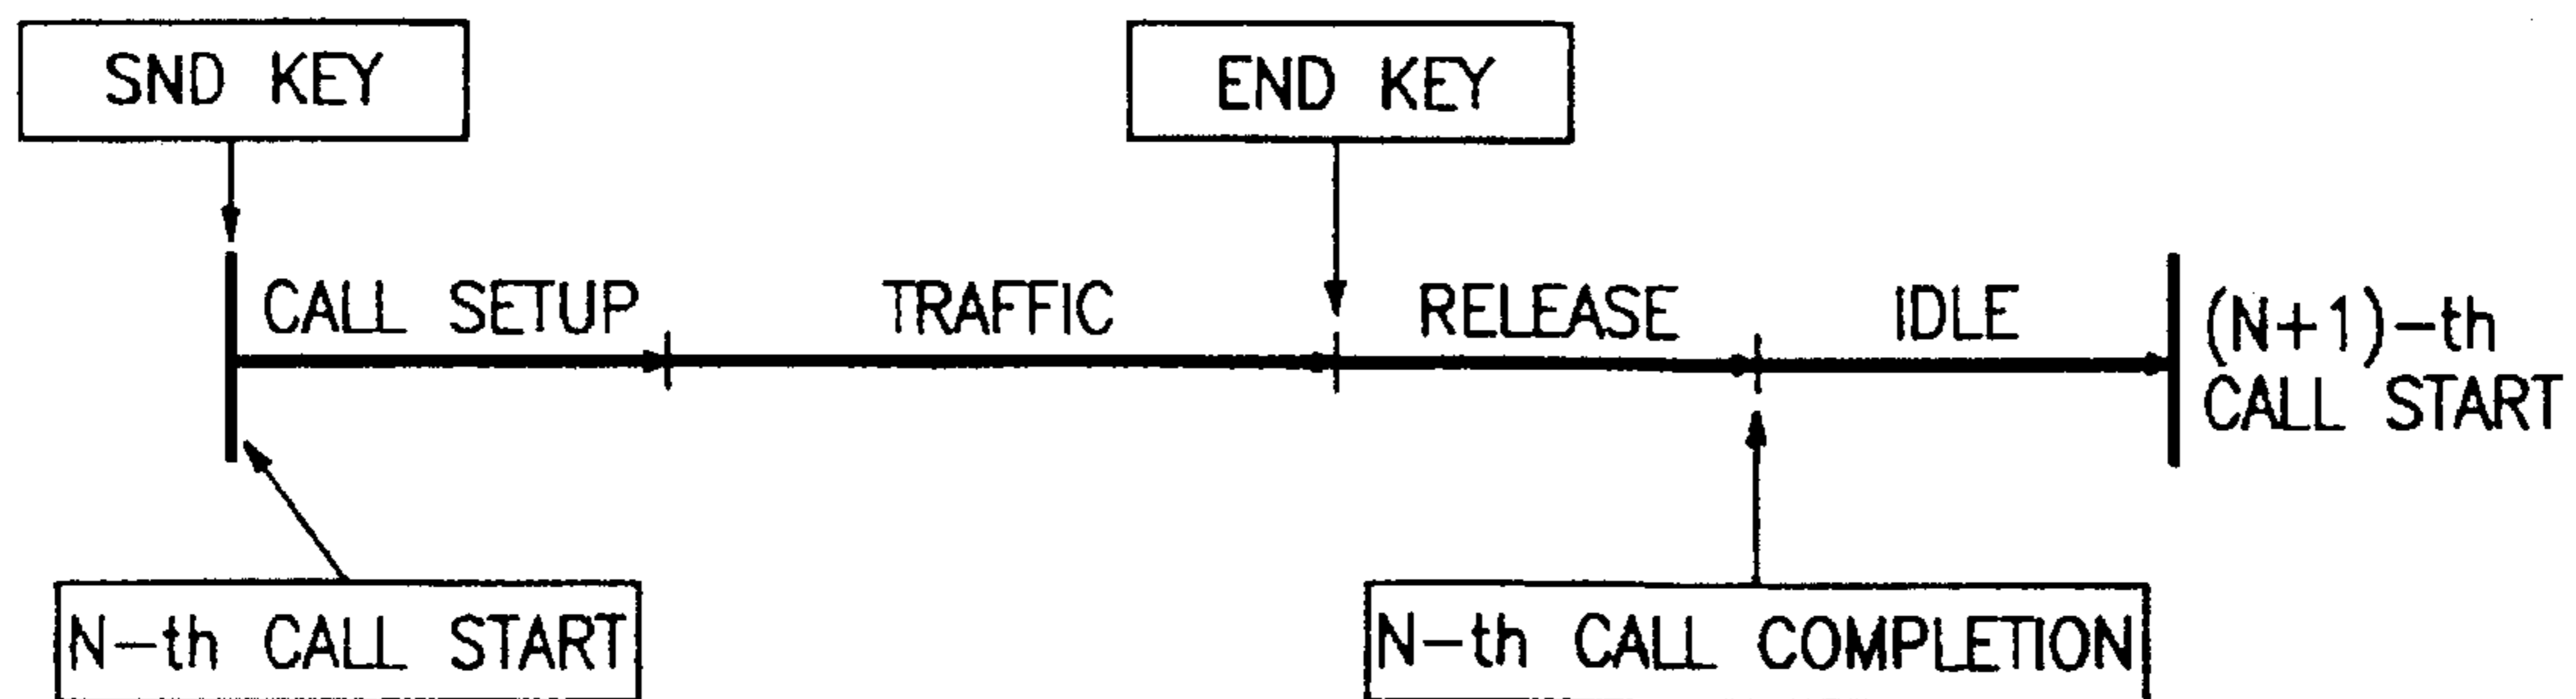 SND KEY
END KEY
CALL SETUP
TRAFFIC
RELEASE
IDLE
(N+1)-th
CALL START
N-th CALL START
N-th CALL COMPLETION